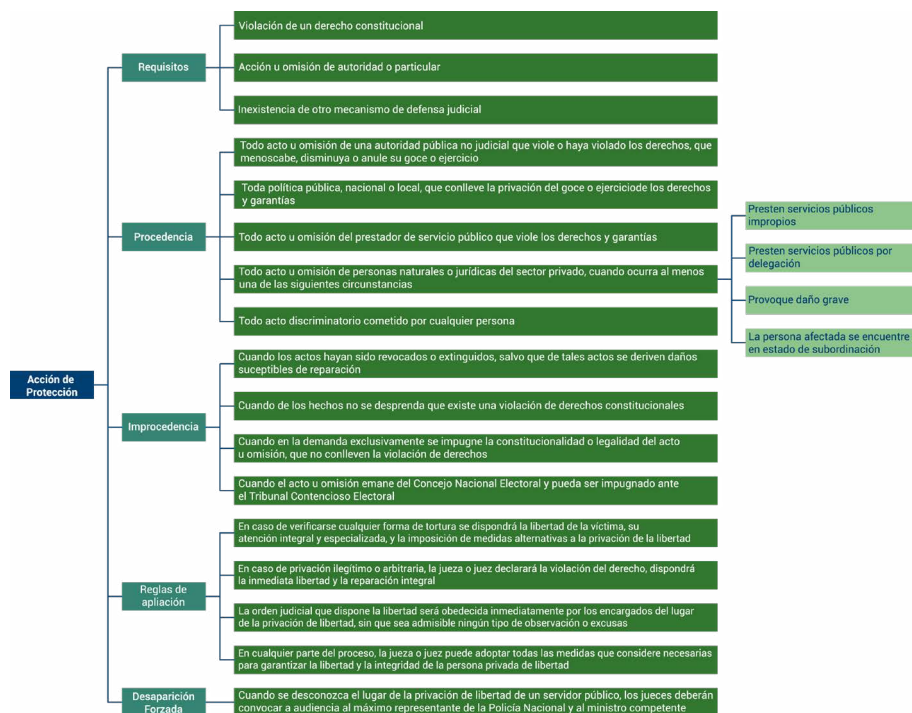 Acción de
Protección
Requisitos
Violación de un derecho constitucional
Acción u omisión de autoridad o particular
Inexistencia de otro mecanismo de defensa judicial
Procedencia
Todo acto u omisión de una autoridad pública no judicial que viole o haya violado los derechos, que
menoscabe, disminuya o anule su goce o ejercicio
Toda política pública, nacional o local, que conlleve la privación del goce o ejerciciode los derechos
y garantías
Todo acto u omisión del prestador de servicio público que viole los derechos y garantías
Todo acto u omisión de personas naturales o jurídicas del sector privado, cuando ocurra al menos
una de las siguientes circunstancias
Presten servicios públicos
impropios
Presten servicios públicos por
delegación
Provoque daño grave
La persona afectada se encuentre
en estado de subordinación
Todo acto discriminatorio cometido por cualquier persona
Improcedencia
Cuando los actos hayan sido revocados o extinguidos, salvo que de tales actos se deriven daños
suceptibles de reparación
Cuando de los hechos no se desprenda que existe una violación de derechos constitucionales
Cuando en la demanda exclusivamente se impugne la constitucionalidad o legalidad del acto
u omisión, que no conlleven la violación de derechos
Cuando el acto u omisión emane del Concejo Nacional Electoral y pueda ser impugnado ante
el Tribunal Contencioso Electoral
Reglas de
apliación
En caso de verificarse cualquier forma de tortura se dispondrá la libertad de la víctima, su
atención integral y especializada, y la imposición de medidas alternativas a la privación de la libertad
En caso de privación ilegítimo o arbitraria, la jueza o juez declarará la violación del derecho, dispondrá
la inmediata libertad y la reparación integral
La orden judicial que dispone la libertad será obedecida inmediatamente por los encargados del lugar
de la privación de libertad, sin que sea admisible ningún tipo de observación o excusas
En cualquier parte del proceso, la jueza o juez puede adoptar todas las medidas que considere necesarias
para garantizar la libertad y la integridad de la persona privada de libertad
Desaparición
Forzada
Cuando se desconozca el lugar de la privación de libertad de un servidor público, los jueces deberán
convocar a audiencia al máximo representante de la Policía Nacional y al ministro competente